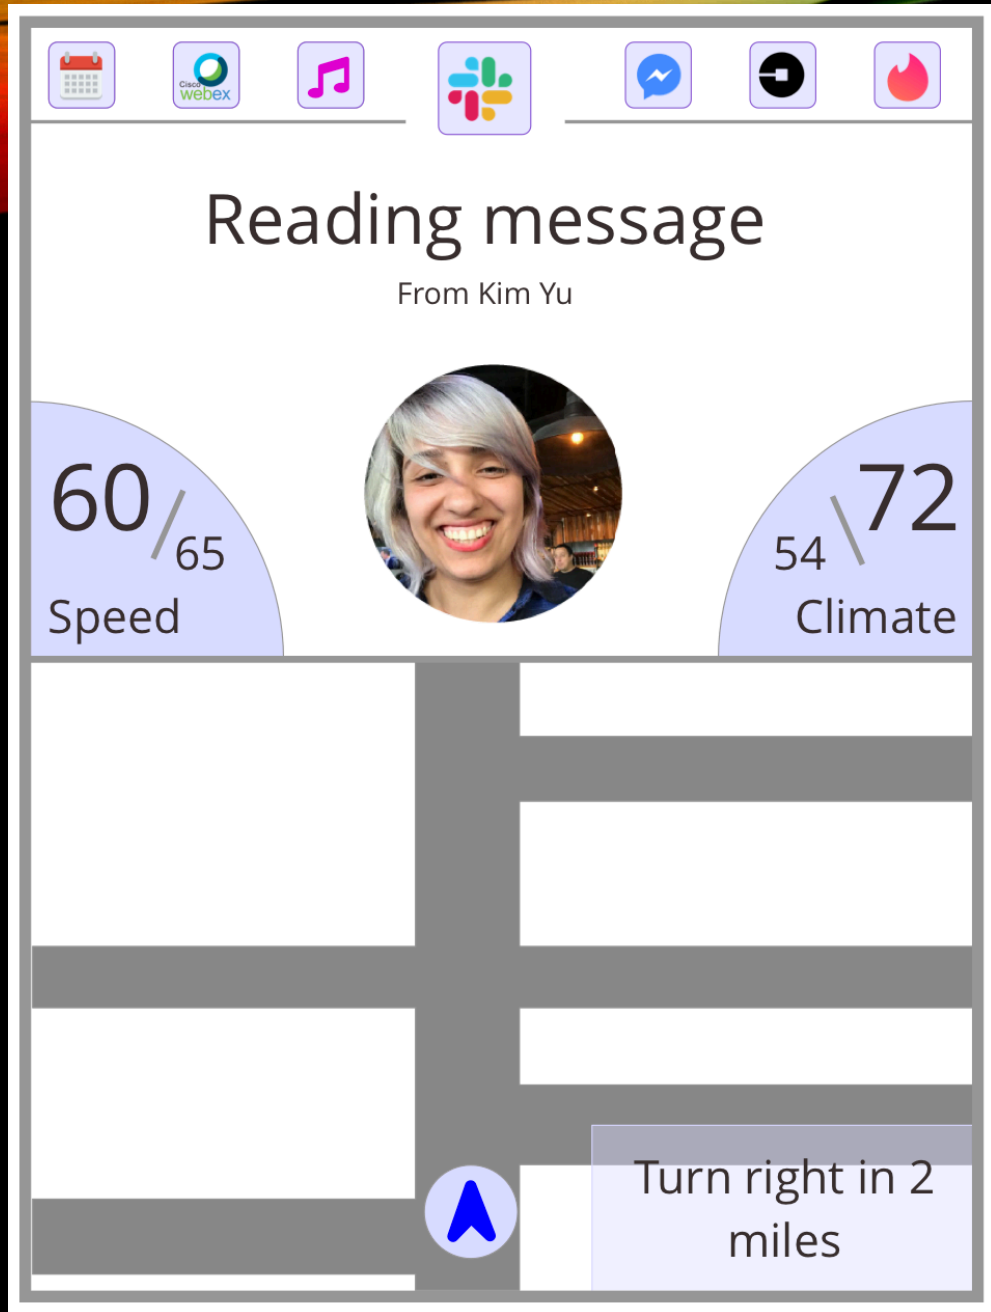 Cisco
webex
Reading message
From Kim Yu
60
65
Speed
72
54
Climate
Turn right in 2
miles